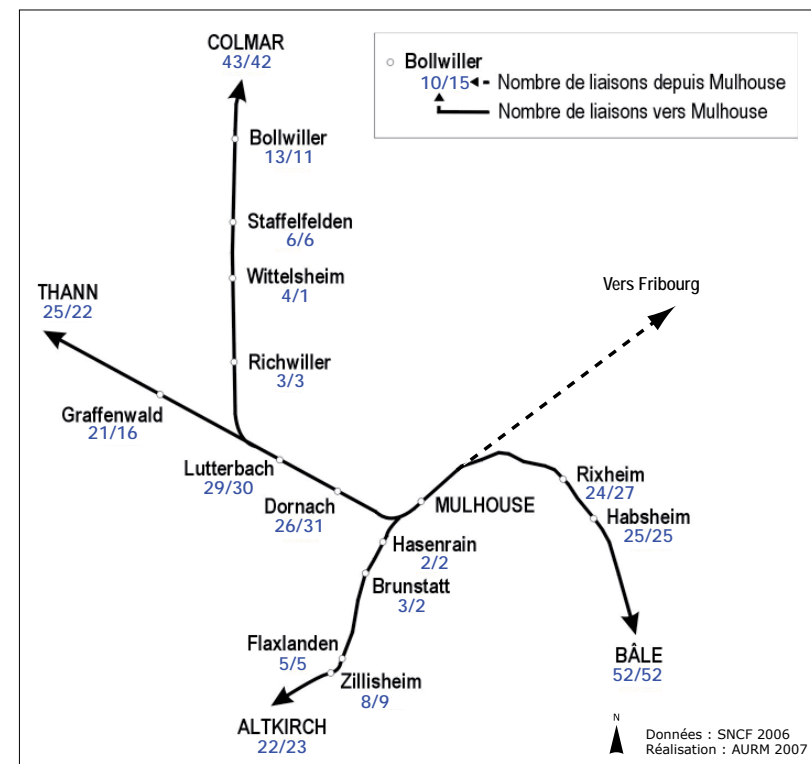 COLMAR
43/42
Bollwiller
10/15
Nombre de liaisons depuis Mulhouse
Nombre de liaisons vers Mulhouse
Bollwiller
13/11
Staffelfelden
6/6
Wittelsheim
4/1
THANN
25/22
Vers Fribourg
Richwiller
3/3
Graffenwald
21/16
Lutterbach
29/30
Dornach
26/31
MULHOUSE
Rixheim
24/27
Habsheim
25/25
Hasenrain
2/2
Brunstatt
3/2
Flaxlanden
5/5
Zillisheim
8/9
BÂLE
52/52
ALTKIRCH
22/23
N
Données : SNCF 2006
Réalisation : AURM 2007